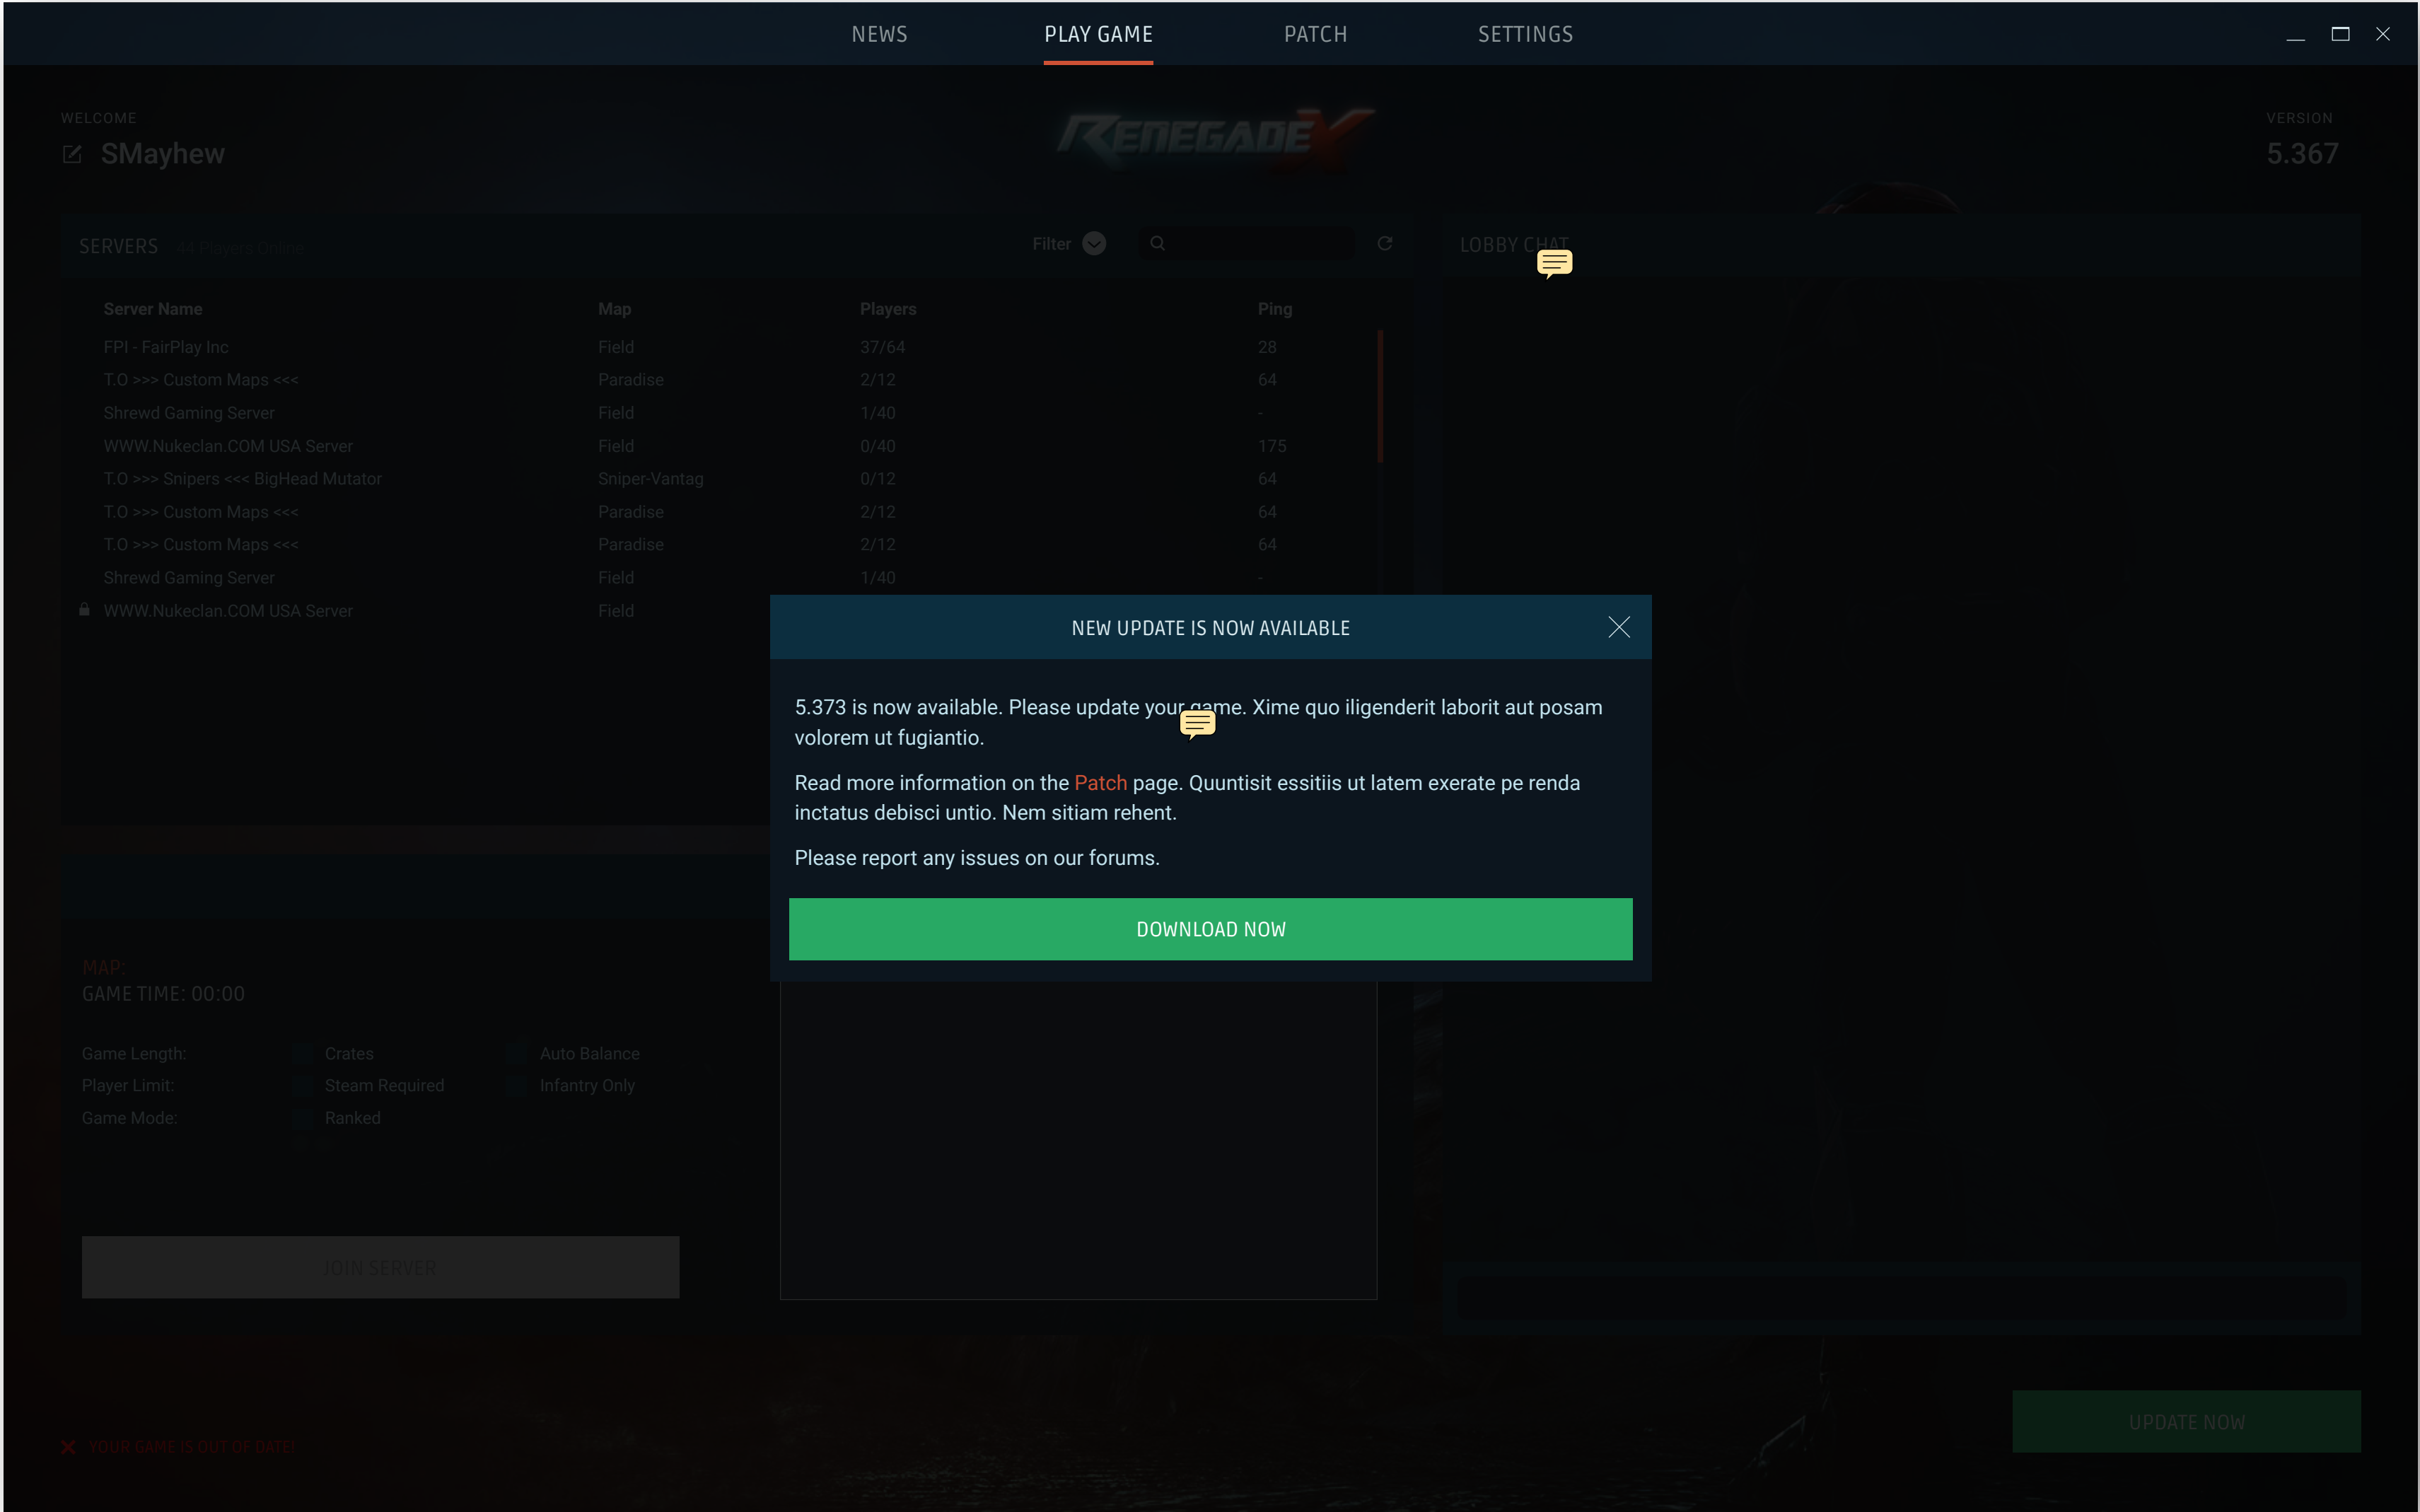 NEWS PLAY GAME PATCH SETTINGS
WELCOME
SMayhew
RENEGADE X
VERSION
5.367
SERVERS 44 Players Online Filter
LOBBY CHAT
Server Name Map Players Ping
FPI - FairPlay Inc Field 37/64 28
T.O >>> Custom Maps <<< Paradise 2/12 64
Shrewd Gaming Server Field 1/40 -
WWW.Nukeclan.COM USA Server Field 0/40 175
T.O >>> Snipers <<< BigHead Mutator Sniper-Vantag 0/12 64
T.O >>> Custom Maps <<< Paradise 2/12 64
T.O >>> Custom Maps <<< Paradise 2/12 64
Shrewd Gaming Server Field 1/40 -
WWW.Nukeclan.COM USA Server Field
NEW UPDATE IS NOW AVAILABLE
5.373 is now available. Please update your game. Xime quo iligenderit laborit aut posam
volorem ut fugiantio.
Read more information on the Patch page. Quuntisit essitiis ut latem exerate pe renda
inctatus debisci untio. Nem sitiam rehent.
Please report any issues on our forums.
DOWNLOAD NOW
MAP:
GAME TIME: 00:00
Game Length: Crates Auto Balance
Player Limit: Steam Required Infantry Only
Game Mode: Ranked
JOIN SERVER
UPDATE NOW
YOUR GAME IS OUT OF DATE!